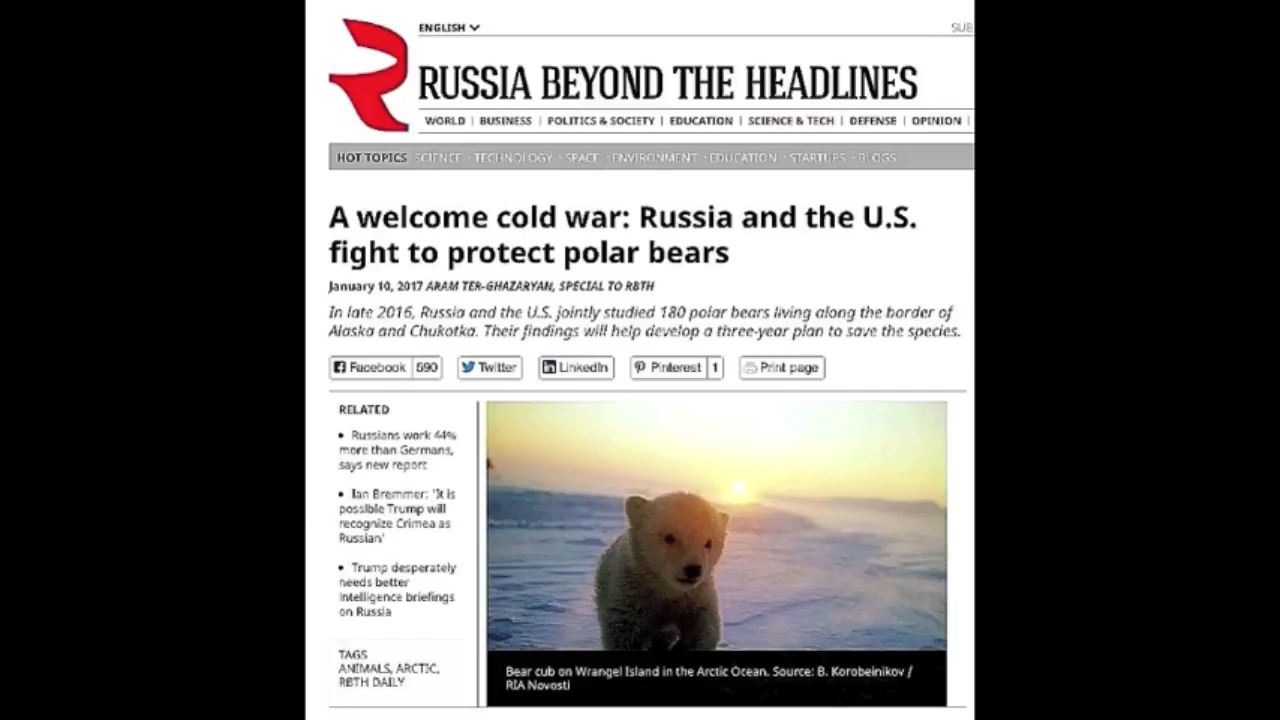 ENGLISH
SUB
RUSSIA BEYOND THE HEADLINES
WORLD | BUSINESS | POLITICS & SOCIETY | EDUCATION | SCIENCE & TECH | DEFENSE | OPINION |
HOT TOPICS SCIENCE · TECHNOLOGY · SPACE · ENVIRONMENT · EDUCATION · STARTUPS · BLOGS
A welcome cold war: Russia and the U.S.
fight to protect polar bears
January 10, 2017 ARAM TER-GHAZARYAN, SPECIAL TO RBTH
In late 2016, Russia and the U.S. jointly studied 180 polar bears living along the border of
Alaska and Chukotka. Their findings will help develop a three-year plan to save the species.
Facebook 590 Twitter LinkedIn Pinterest 1 Print page
RELATED
• Russians work 44%
more than Germans,
says new report
• Ian Bremmer: 'It is
possible Trump will
recognize Crimea as
Russian'
• Trump desperately
needs better
intelligence briefings
on Russia
TAGS
ANIMALS, ARCTIC,
RBTH DAILY
Bear cub on Wrangel Island in the Arctic Ocean. Source: B. Korobeinikov /
RIA Novosti